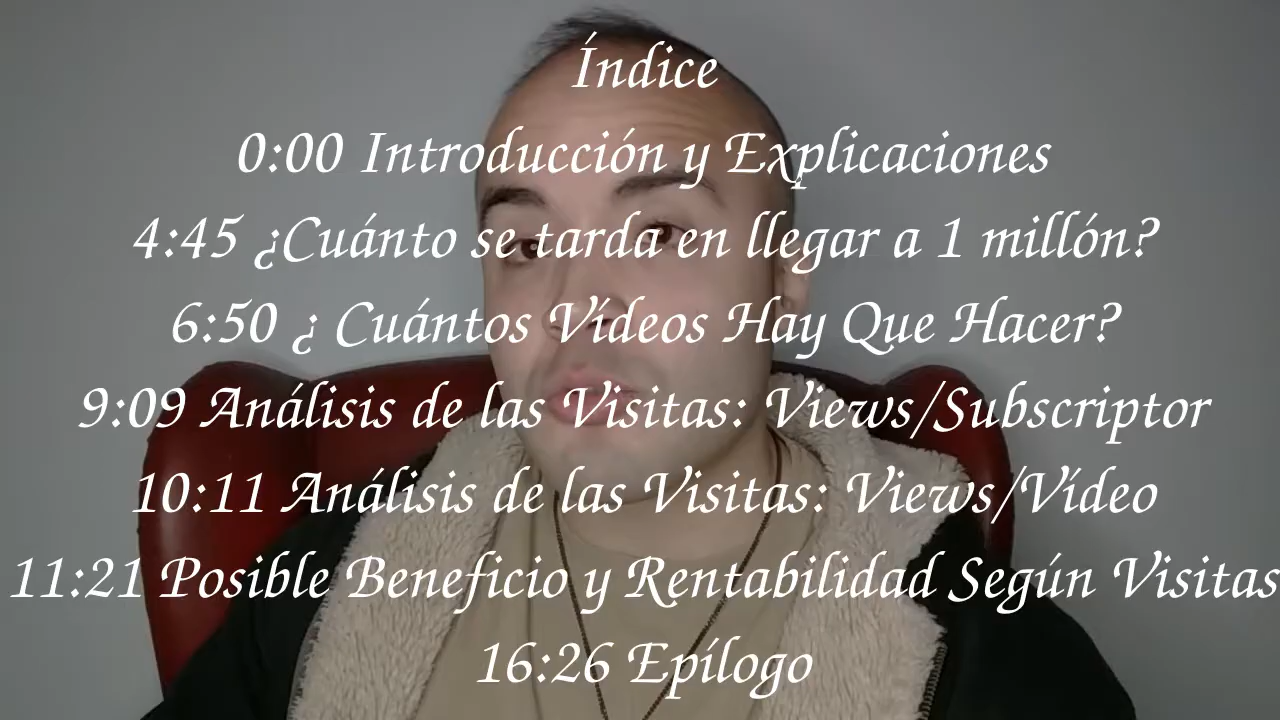 Índice
0:00 Introducción y Explicaciones
4:45 ¿Cuánto se tarda en llegar a 1 millón?
6:50 ¿ Cuántos Vídeos Hay Que Hacer?
9:09 Análisis de las Visitas: Views/Subscriptor
10:11 Análisis de las Visitas: Views/Vídeo
11:21 Posible Beneficio y Rentabilidad Según Visitas
16:26 Epílogo